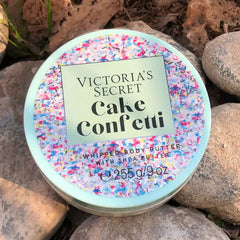 VICTORIA'S
SECRET
Cake
Confetti
WHIPPED BODY BUTTER
WITH SHEA BUTTER
℮ 255 g/9 oz